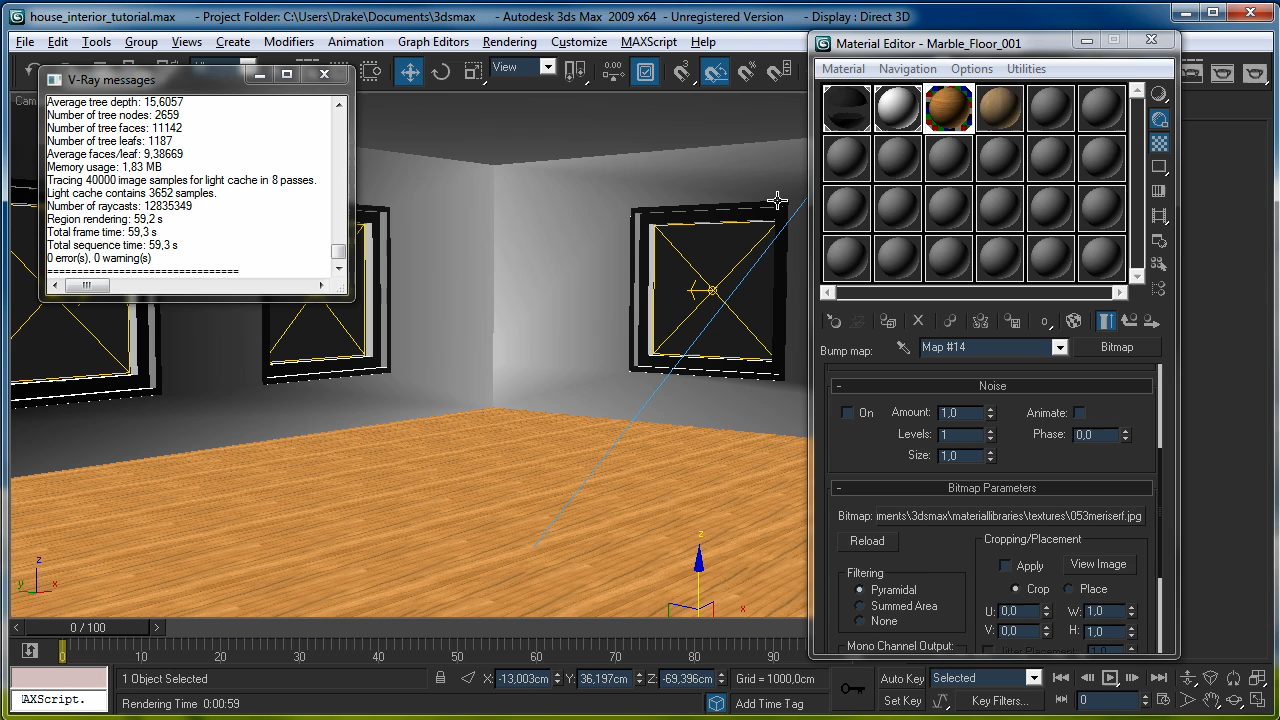 house_interior_tutorial.max - Project Folder: C:\Users\Drake\Documents\3dsmax - Autodesk 3ds Max 2009 x64 - Unregistered Version - Display : Direct 3D
File Edit Tools Group Views Create Modifiers Animation Graph Editors Rendering Customize MAXScript Help
View
Cam
V-Ray messages
Average tree depth: 15,6057
Number of tree nodes: 2659
Number of tree faces: 11142
Number of tree leafs: 1187
Average faces/leaf: 9,38669
Memory usage: 1,83 MB
Tracing 40000 image samples for light cache in 8 passes.
Light cache contains 3652 samples.
Number of raycasts: 12835349
Region rendering: 59,2 s
Total frame time: 59,3 s
Total sequence time: 59,3 s
0 error(s), 0 warning(s)
==============================
Material Editor - Marble_Floor_001
Material Navigation Options Utilities
Bump map: Map #14 Bitmap
- Noise
On Amount: 1,0 Animate:
Levels: 1 Phase: 0,0
Size: 1,0
- Bitmap Parameters
Bitmap: ments\3dsmax\materiallibraries\textures\053meriserf.jpg
Reload
Cropping/Placement
Apply View Image
Filtering
Pyramidal
Summed Area
None
Crop Place
U: 0,0 W: 1,0
V: 0,0 H: 1,0
Mono Channel Output:
Jitter Placement: 1,0
z
x
z
y x
0 / 100
0 10 20 30 40 50 60 70 80 90
1 Object Selected X: -13,003cm Y: 36,197cm Z: -69,396cm Grid = 1000,0cm Auto Key Selected
AXScript. Rendering Time 0:00:59 Add Time Tag Set Key Key Filters... 0